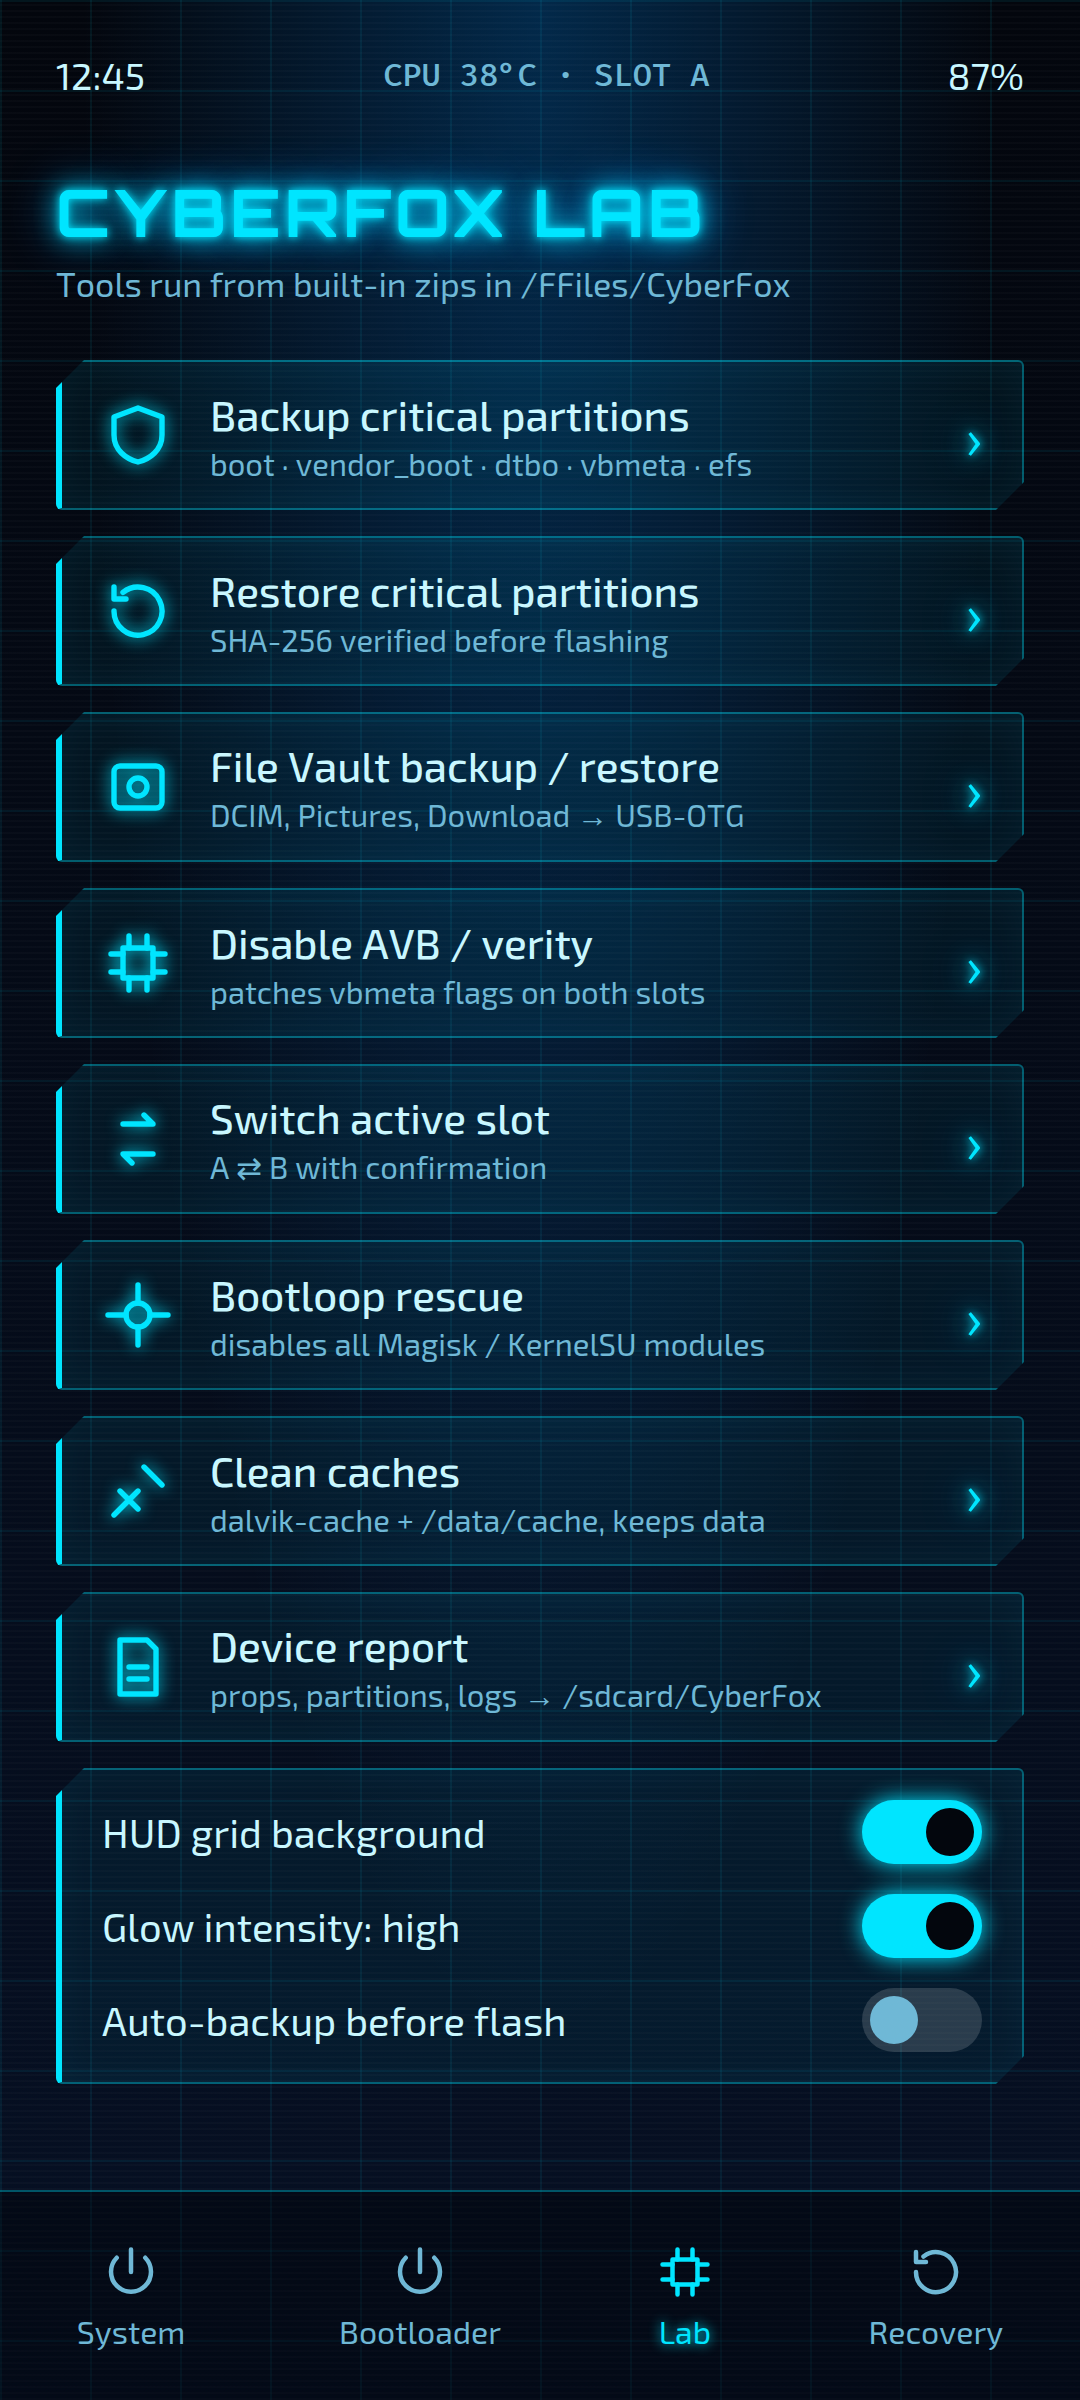 12:45
CPU 38°C · SLOT A
87%
CYBERFOX LAB
Tools run from built-in zips in /FFiles/CyberFox
Backup critical partitions
boot · vendor_boot · dtbo · vbmeta · efs
Restore critical partitions
SHA-256 verified before flashing
File Vault backup / restore
DCIM, Pictures, Download → USB-OTG
Disable AVB / verity
patches vbmeta flags on both slots
Switch active slot
A ⇄ B with confirmation
Bootloop rescue
disables all Magisk / KernelSU modules
Clean caches
dalvik-cache + /data/cache, keeps data
Device report
props, partitions, logs → /sdcard/CyberFox
HUD grid background
Glow intensity: high
Auto-backup before flash
System
Bootloader
Lab
Recovery